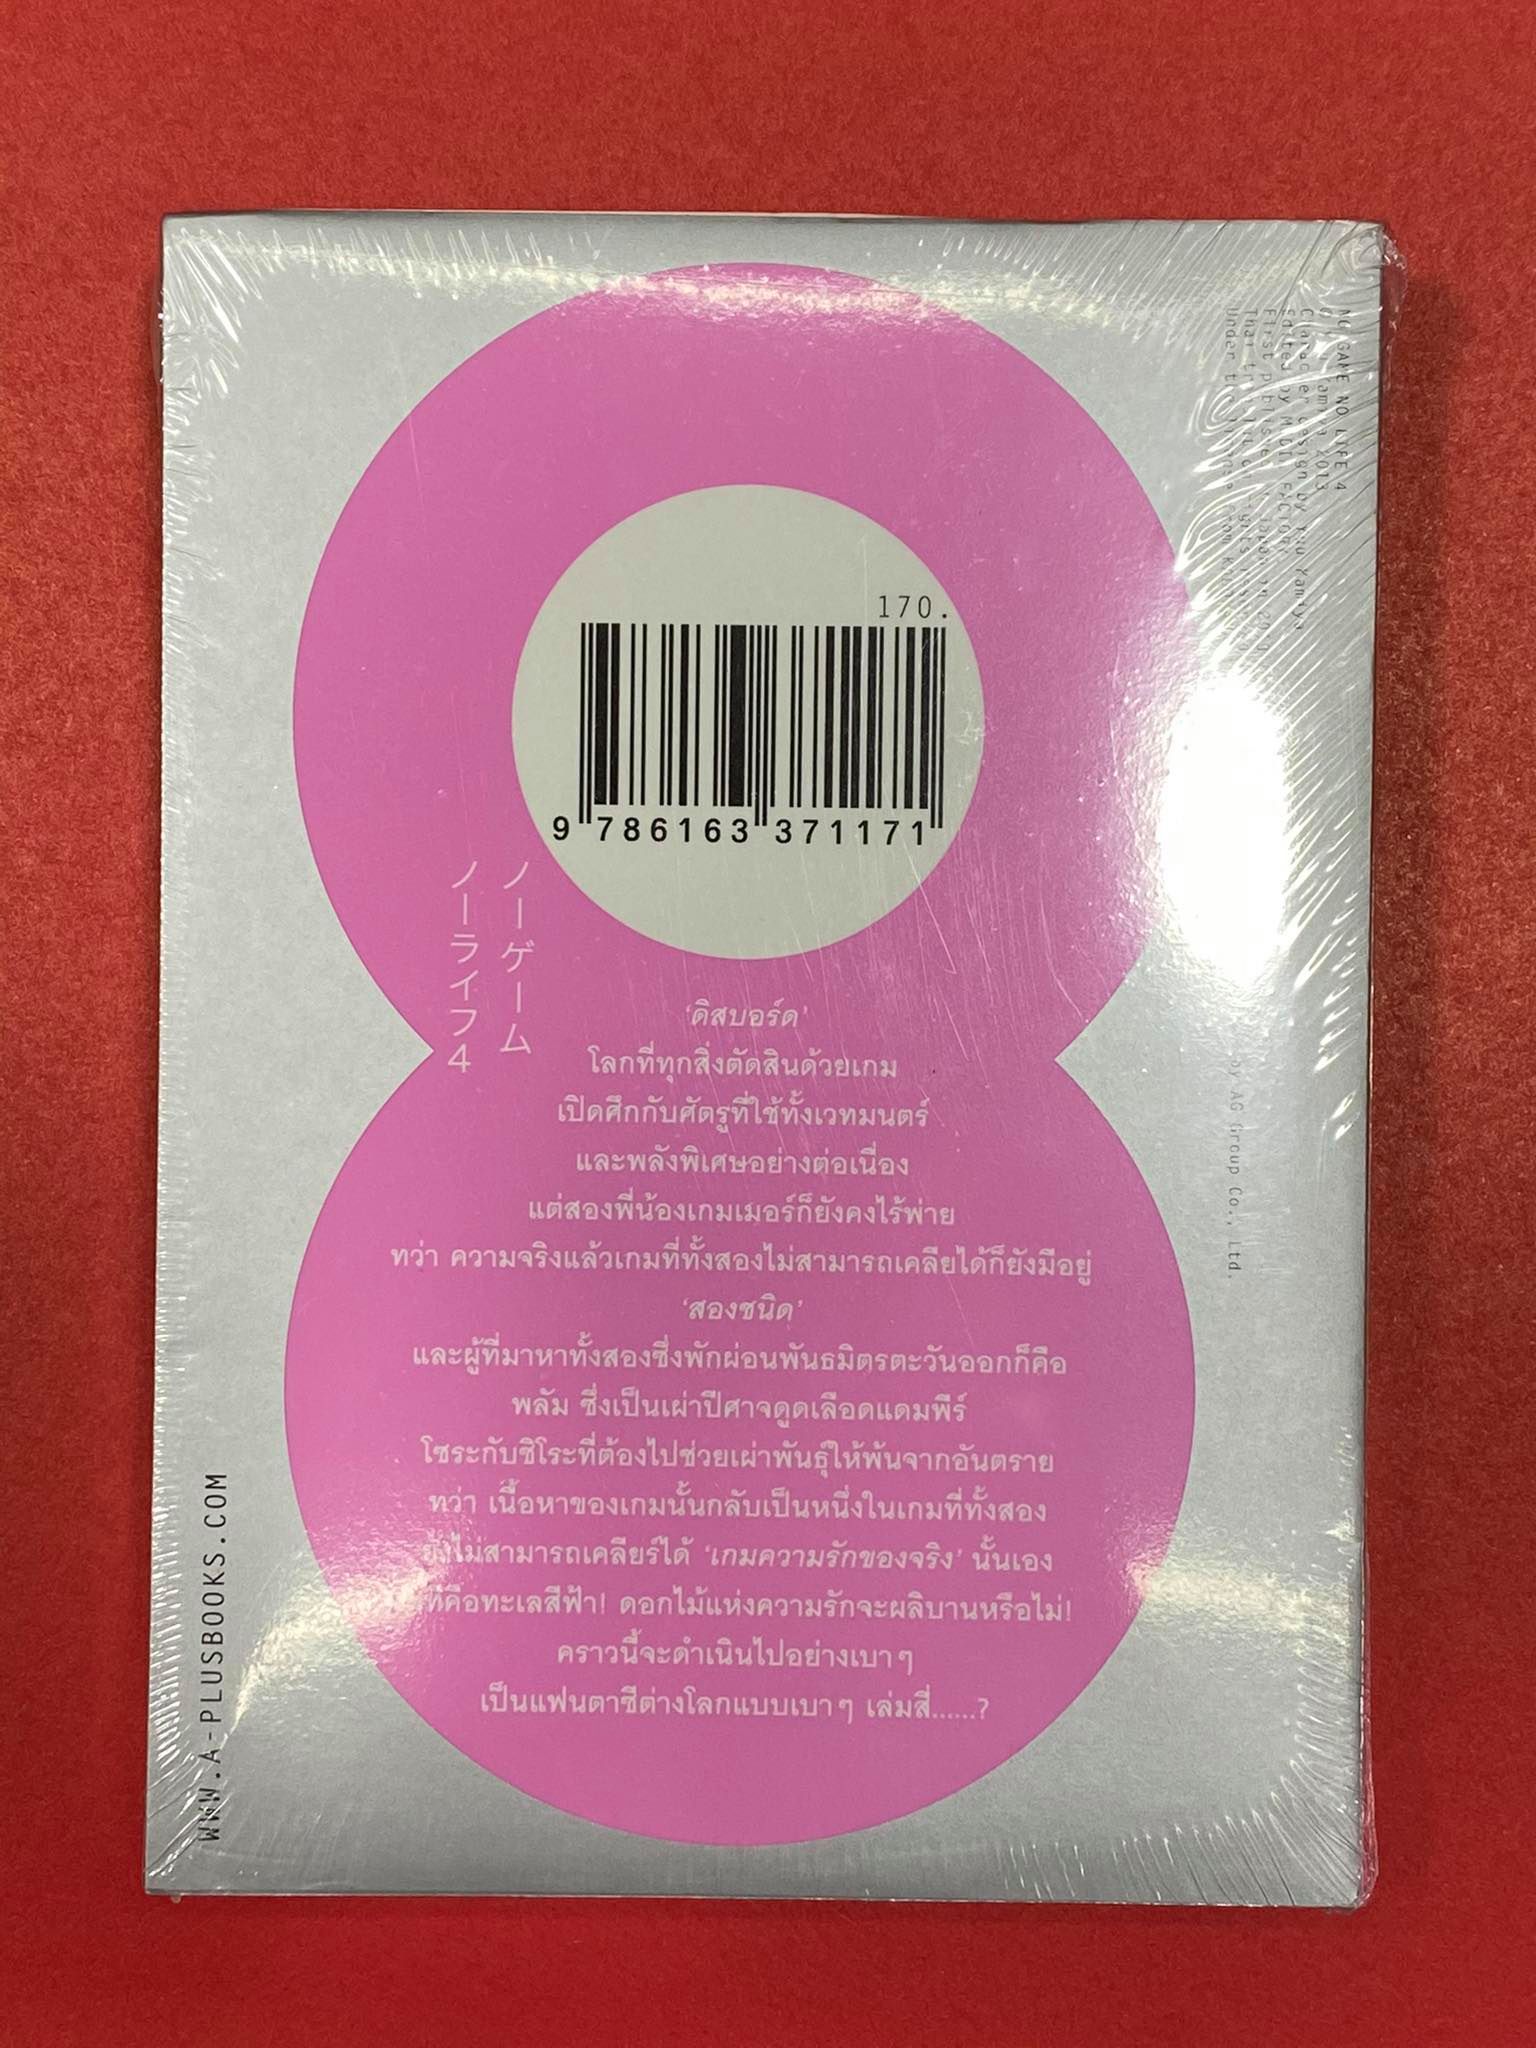 NO GAME NO LIFE 4
170.
9 786163 371171
ノーゲーム
ノーライフ4
‘ดิสบอร์ด’
โลกที่ทุกสิ่งตัดสินด้วยเกม
เปิดศึกกับศัตรูที่ใช้ทั้งเวทมนตร์
และพลังพิเศษอย่างต่อเนื่อง
แต่สองพี่น้องเกมเมอร์ก็ยังคงไร้พ่าย
ทว่า ความจริงแล้วเกมที่ทั้งสองไม่สามารถเคลียได้ก็ยังมีอยู่
‘สองชนิด’
และผู้ที่มาหาทั้งสองซึ่งพักผ่อนพันธมิตรตะวันออกก็คือ
พลัม ซึ่งเป็นเผ่าปีศาจดูดเลือดแดมพีร์
โซระกับชิโระที่ต้องไปช่วยเผ่าพันธุ์ให้พ้นจากอันตราย
ทว่า เนื้อหาของเกมนั้นกลับเป็นหนึ่งในเกมที่ทั้งสอง
ยังไม่สามารถเคลียร์ได้ ‘เกมความรักของจริง’ นั้นเอง
ที่คือทะเลสีฟ้า! ดอกไม้แห่งความรักจะผลิบานหรือไม่!
คราวนี้จะดำเนินไปอย่างเบาๆ
เป็นแฟนตาซีต่างโลกแบบเบาๆ เล่มสี่......?
by AG Group Co., Ltd.
WWW.A-PLUSBOOKS.COM